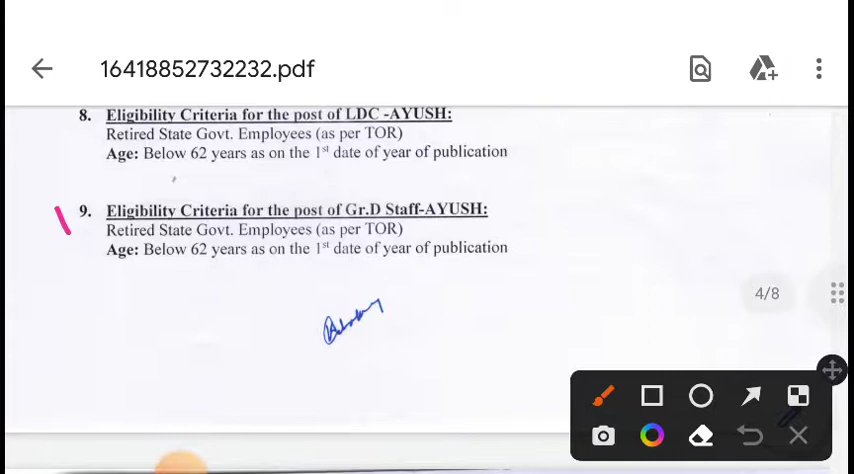 16418852732232.pdf
8. Eligibility Criteria for the post of LDC -AYUSH:
Retired State Govt. Employees (as per TOR)
Age: Below 62 years as on the 1st date of year of publication
9. Eligibility Criteria for the post of Gr.D Staff-AYUSH:
Retired State Govt. Employees (as per TOR)
Age: Below 62 years as on the 1st date of year of publication
4/8